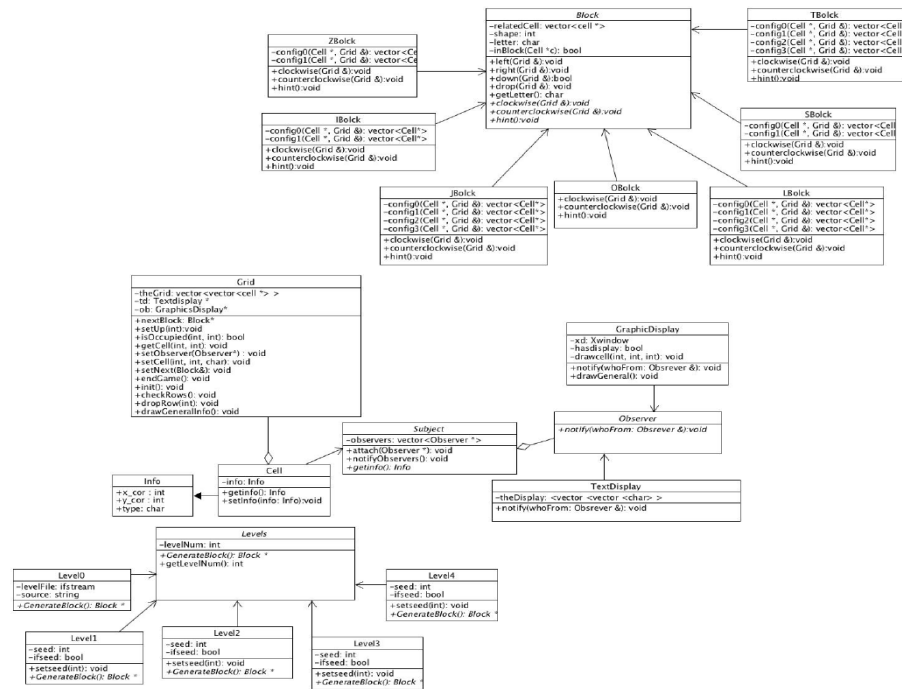 Block
-relatedCell: vector<cell *>
-shape: int
-letter: char
-inBlock(Cell *c): bool
+left(Grid &):void
+right(Grid &):void
+down(Grid &):bool
+drop(Grid &): void
+getLetter(): char
+clockwise(Grid &):void
+counterclockwise(Grid &):void
+hint():void
ZBolck
-config0(Cell *, Grid &): vector<Ce
-config1(Cell *, Grid &): vector<Ce
+clockwise(Grid &):void
+counterclockwise(Grid &):void
+hint():void
TBolck
-config0(Cell *, Grid &): vector<Cell
-config1(Cell *, Grid &): vector<Cell
-config2(Cell *, Grid &): vector<Cell
-config3(Cell *, Grid &): vector<Cell
+clockwise(Grid &):void
+counterclockwise(Grid &):void
+hint():void
IBolck
-config0(Cell *, Grid &): vector<Cell*>
-config1(Cell *, Grid &): vector<Cell*>
+clockwise(Grid &):void
+counterclockwise(Grid &):void
+hint():void
SBolck
-config0(Cell *, Grid &): vector<Cell
-config1(Cell *, Grid &): vector<Cell
+clockwise(Grid &):void
+counterclockwise(Grid &):void
+hint():void
JBolck
-config0(Cell *, Grid &): vector<Cell*>
-config1(Cell *, Grid &): vector<Cell*>
-config2(Cell *, Grid &): vector<Cell*>
-config3(Cell *, Grid &): vector<Cell*>
+clockwise(Grid &):void
+counterclockwise(Grid &):void
+hint():void
OBolck
+clockwise(Grid &):void
+counterclockwise(Grid &):void
+hint():void
LBolck
-config0(Cell *, Grid &): vector<Cell*>
-config1(Cell *, Grid &): vector<Cell*>
-config2(Cell *, Grid &): vector<Cell*>
-config3(Cell *, Grid &): vector<Cell*>
+clockwise(Grid &):void
+counterclockwise(Grid &):void
+hint():void
Grid
-theGrid: vector<vector<cell *> >
-td: Textdisplay *
-ob: GraphicsDisplay*
+nextBlock: Block*
+setUp(int):void
+isOccupied(int, int): bool
+getCell(int, int): void
+setObserver(Observer*) : void
+setCell(int, int, char): void
+setNext(Block&): void
+endGame(): void
+init(): void
+checkRows(): void
+dropRow(int): void
+drawGeneralInfo(): void
GraphicDisplay
-xd: Xwindow
-hasdisplay: bool
-drawcell(int, int, int): void
+notify(whoFrom: Obsrever &): void
+drawGeneral(): void
Subject
-observers: vector<Observer *>
+attach(Observer *): void
+notifyObservers(): void
+getinfo(): Info
Observer
+notify(whoFrom: Obsrever &):void
Info
+x_cor : int
+y_cor : int
+type: char
Cell
-info: Info
+getinfo(): Info
+setInfo(info: Info):void
TextDisplay
-theDisplay: <vector <vector <char> >
+notify(whoFrom: Obsrever &): void
Levels
-levelNum: int
+GenerateBlock(): Block *
+getLevelNum(): int
Level0
-levelFile: ifstream
-source: string
+GenerateBlock(): Block *
Level4
-seed: int
-ifseed: bool
+setseed(int): void
+GenerateBlock(): Block *
Level1
-seed: int
-ifseed: bool
+setseed(int): void
+GenerateBlock(): Block *
Level2
-seed: int
-ifseed: bool
+setseed(int): void
+GenerateBlock(): Block *
Level3
-seed: int
-ifseed: bool
+setseed(int): void
+GenerateBlock(): Block *